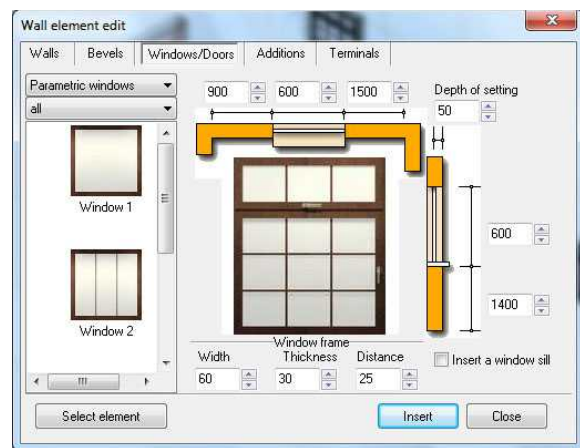 Wall element edit
Walls Bevels Windows/Doors Additions Terminals
Parametric windows
all
900 600 1500
Depth of setting
50
Window 1
Window 2
600
1400
Window frame
Width Thickness Distance
60 30 25
Insert a window sill
Select element
Insert Close